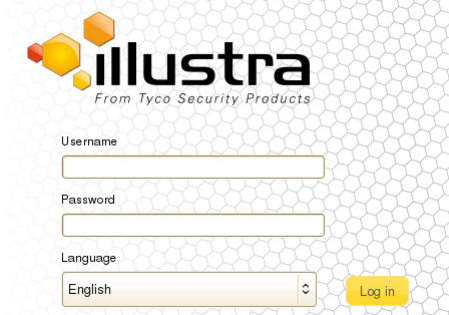 illustra
From Tyco Security Products
Username
Password
Language
English
Log in